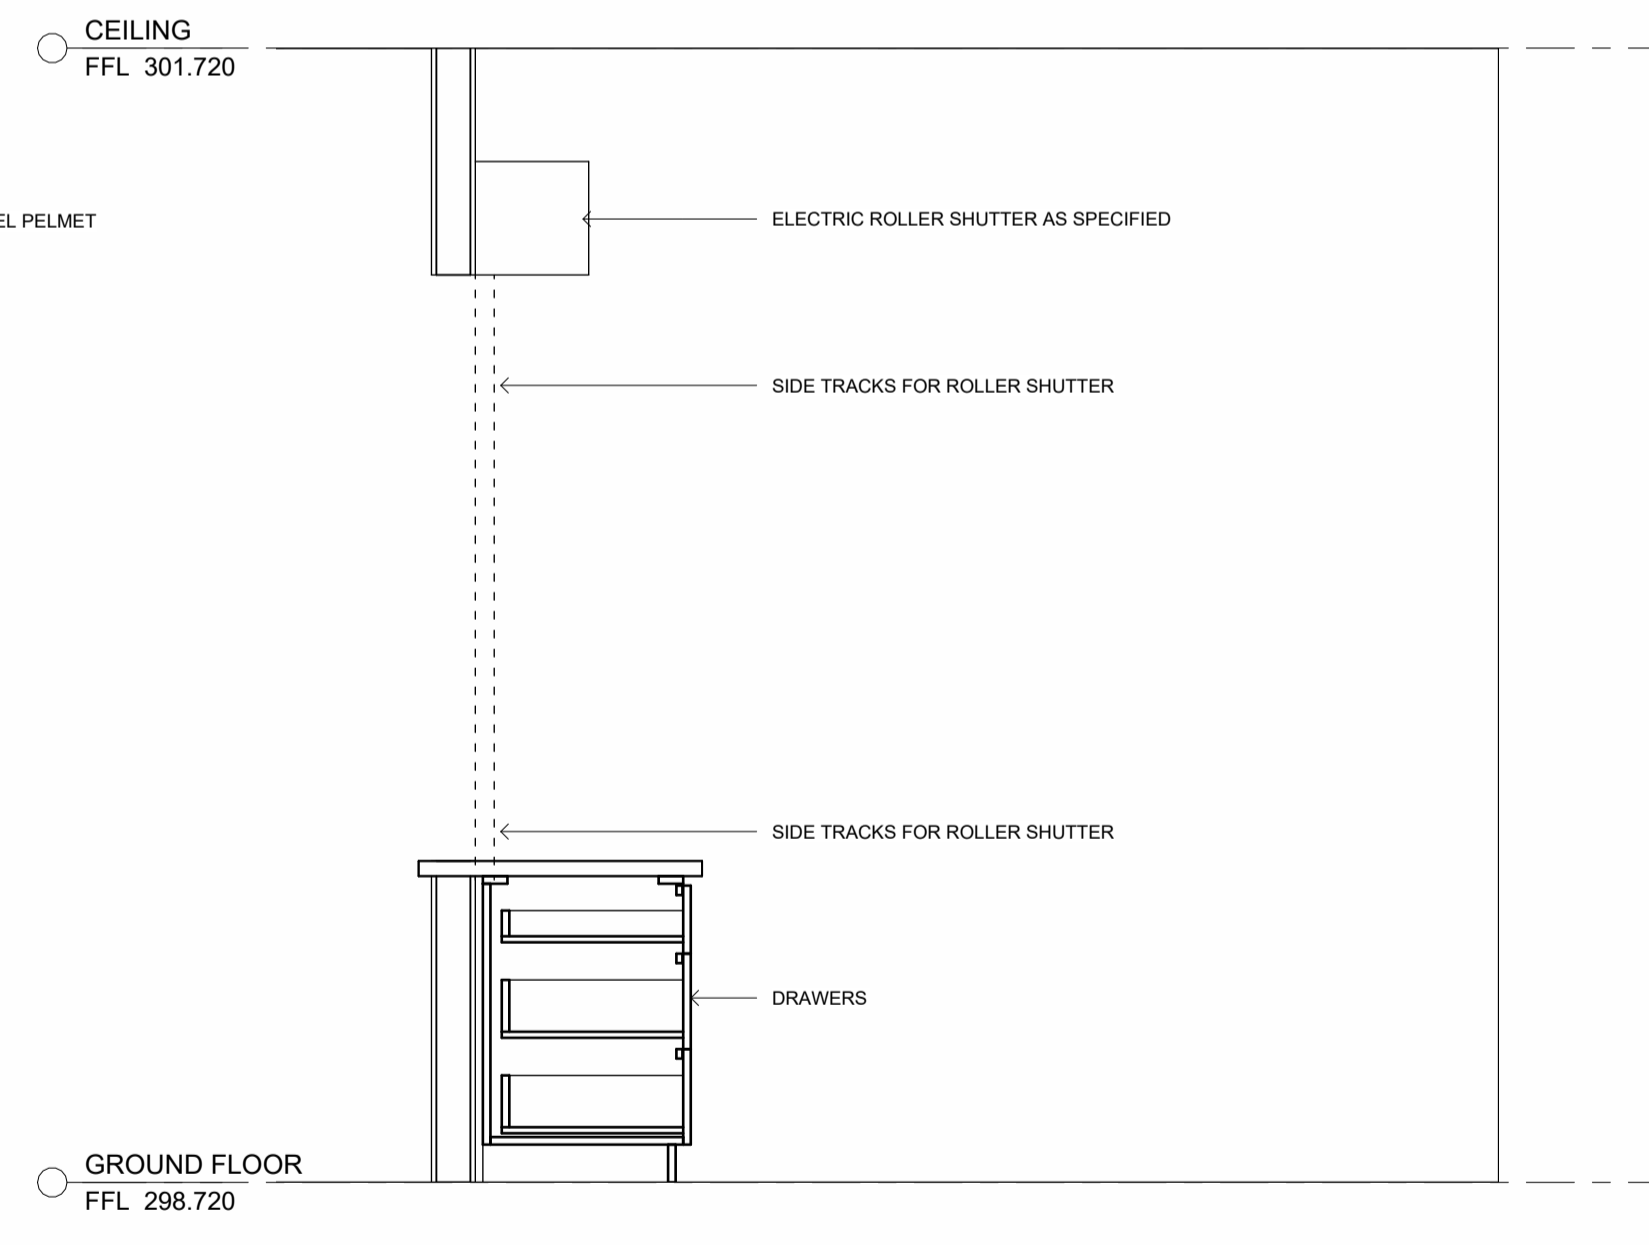 CEILING
FFL 301.720
PELMET
ELECTRIC ROLLER SHUTTER AS SPECIFIED
SIDE TRACKS FOR ROLLER SHUTTER
SIDE TRACKS FOR ROLLER SHUTTER
DRAWERS
GROUND FLOOR
FFL 298.720